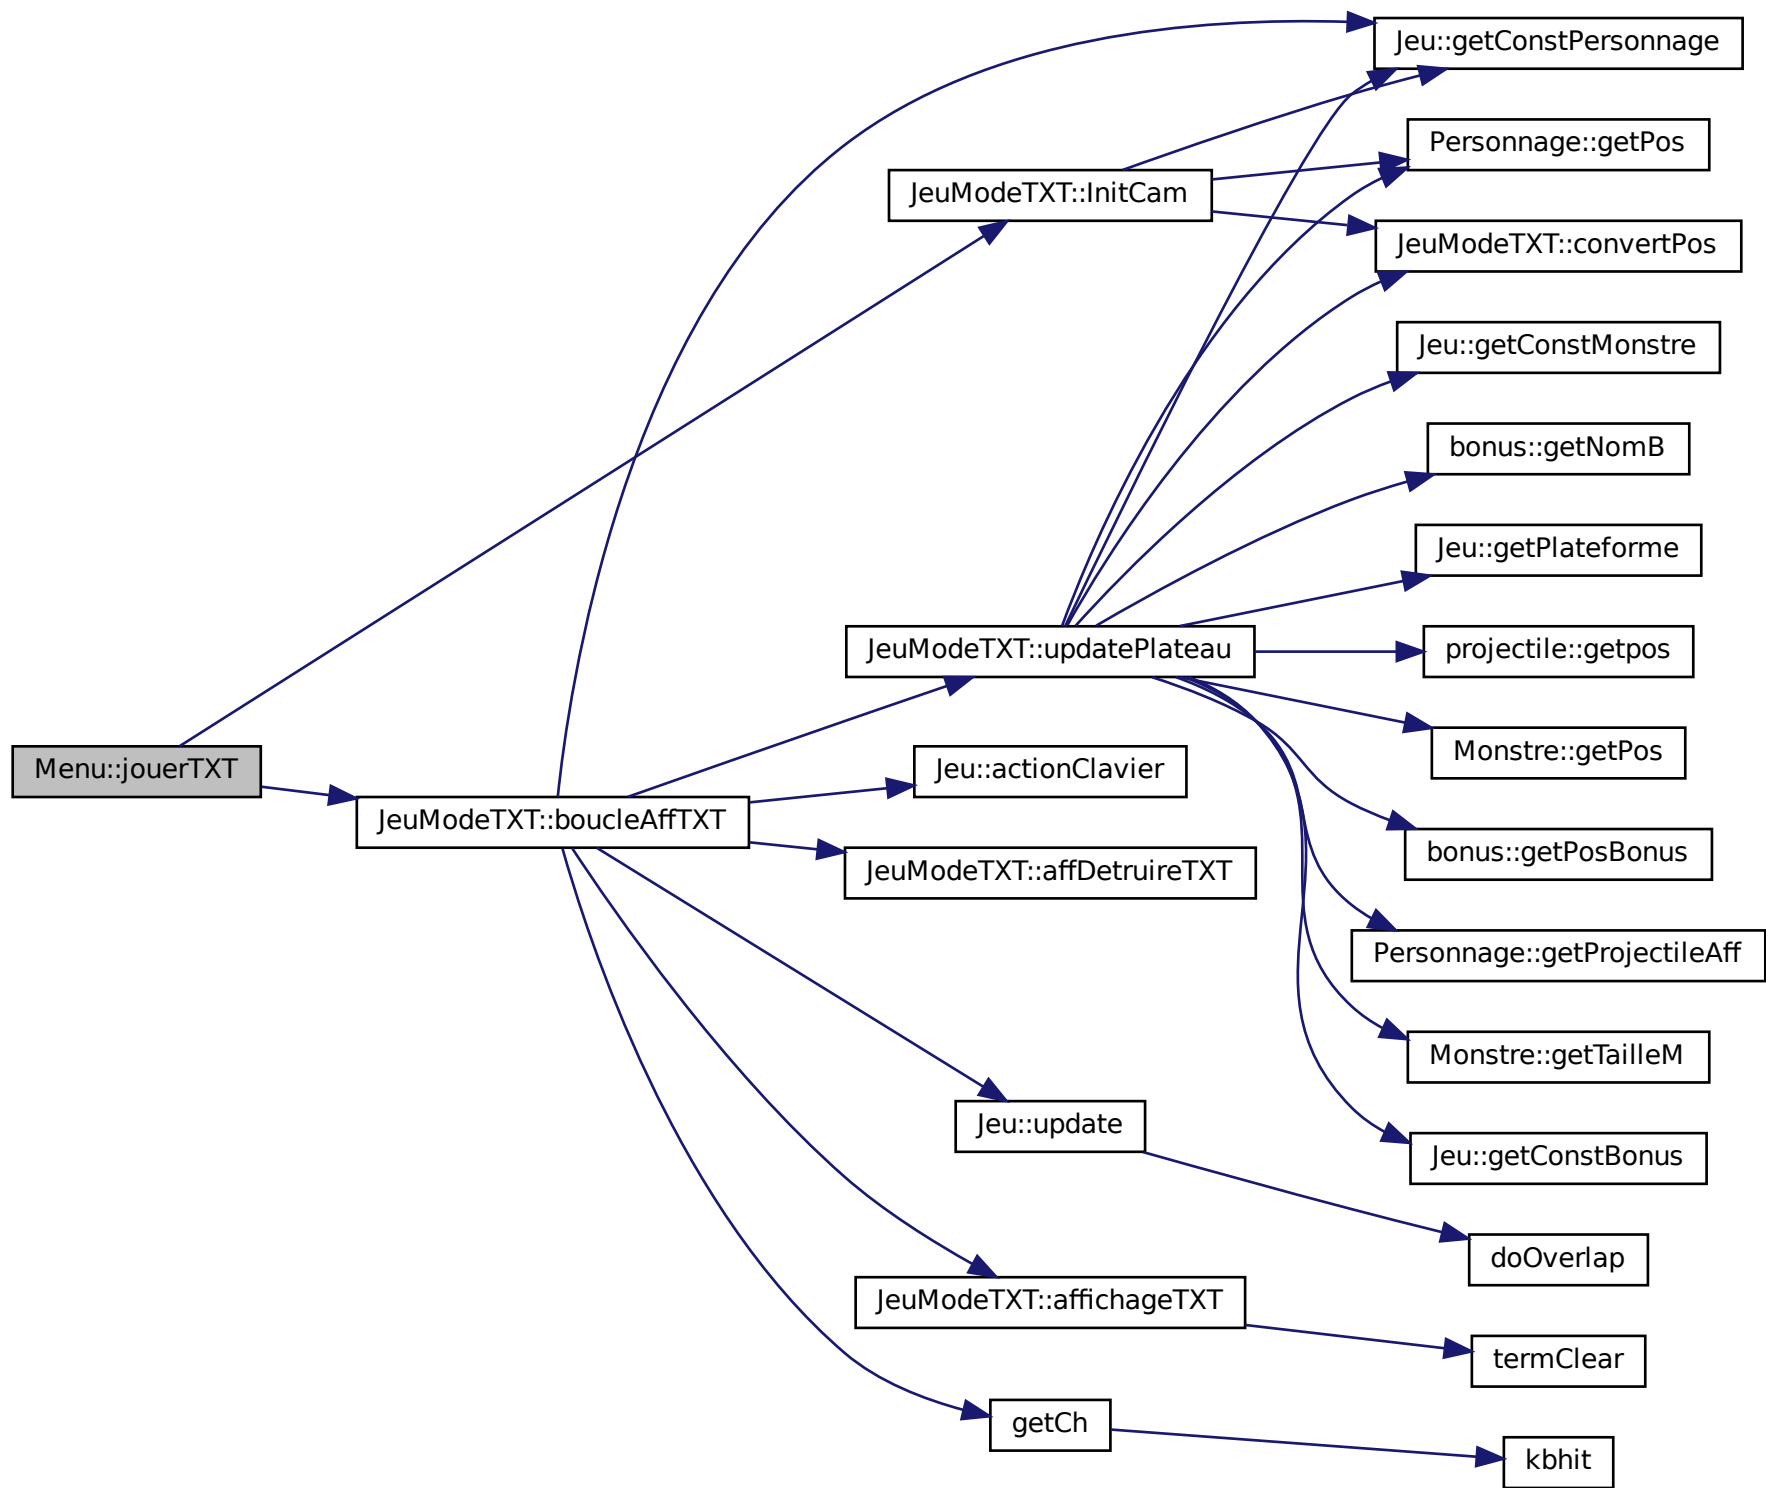 Jeu::getConstPersonnage
Personnage::getPos
JeuModeTXT::InitCam
JeuModeTXT::convertPos
Jeu::getConstMonstre
bonus::getNomB
Jeu::getPlateforme
JeuModeTXT::updatePlateau
projectile::getpos
Monstre::getPos
Menu::jouerTXT
Jeu::actionClavier
JeuModeTXT::boucleAffTXT
bonus::getPosBonus
JeuModeTXT::affDetruireTXT
Personnage::getProjectileAff
Monstre::getTailleM
Jeu::update
Jeu::getConstBonus
doOverlap
JeuModeTXT::affichageTXT
termClear
getCh
kbhit